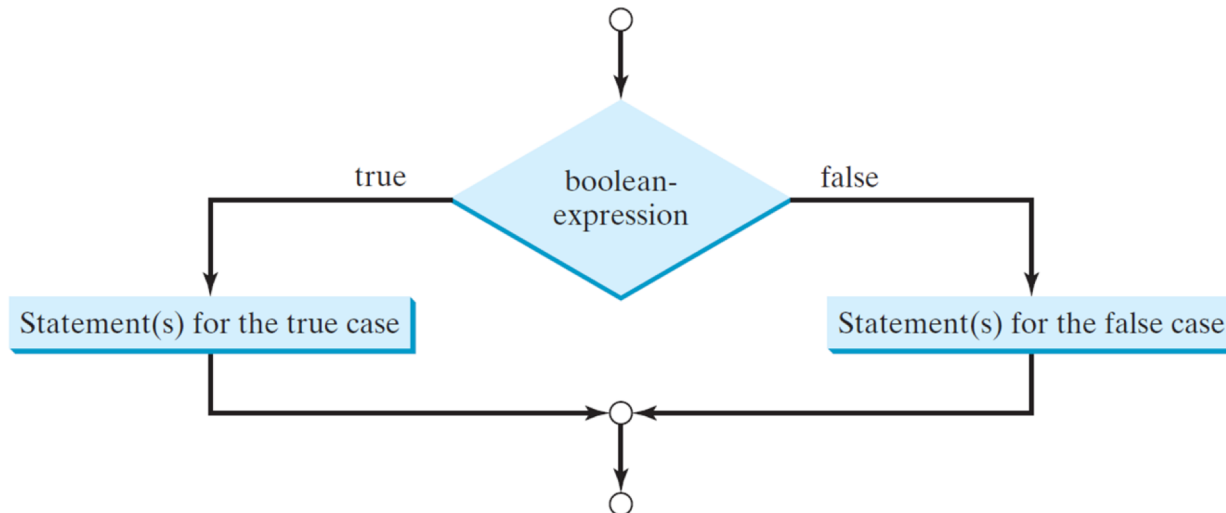 true
boolean-
expression
false
Statement(s) for the true case
Statement(s) for the false case